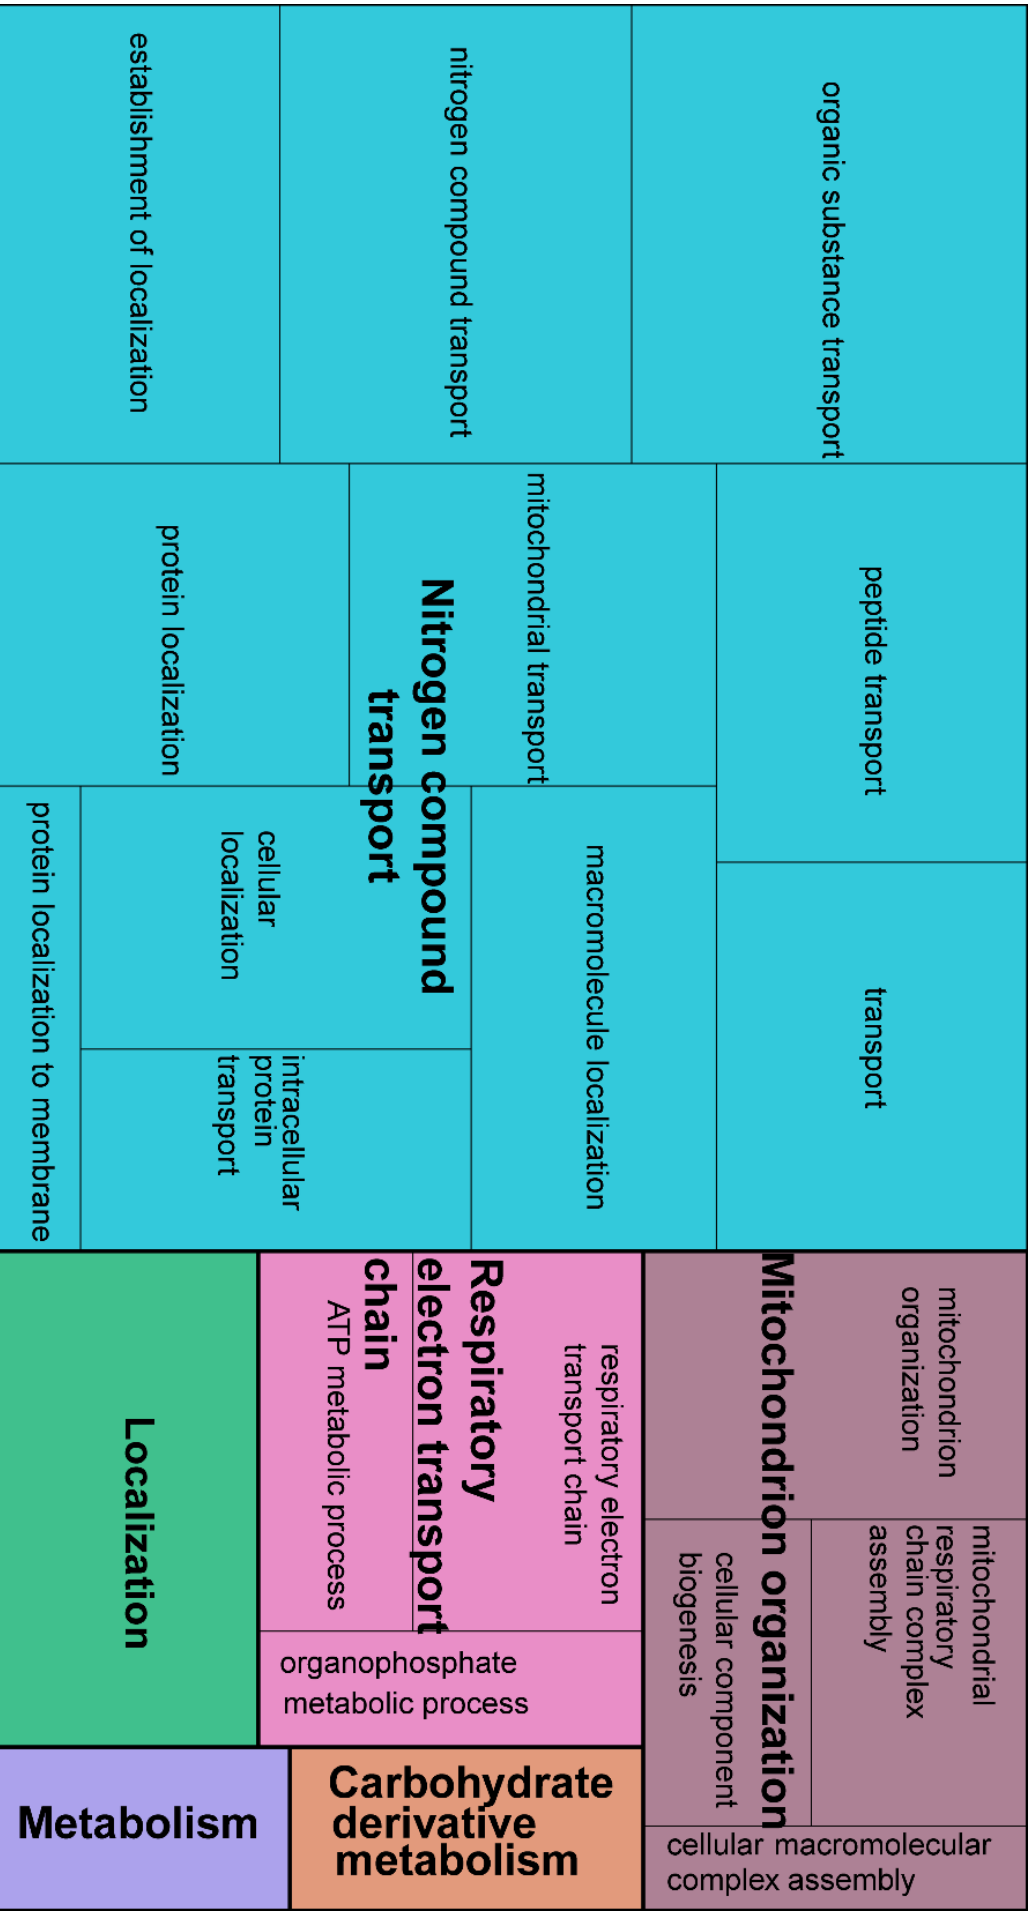 establishment of localization
nitrogen compound transport
organic substance transport
protein localization
mitochondrial transport
peptide transport
Nitrogen compound
transport
protein localization to membrane
cellular
localization
intracellular
protein
transport
macromolecule localization
transport
Localization
Respiratory
electron transport
chain
respiratory electron
transport chain
ATP metabolic process
organophosphate
metabolic process
Mitochondrion organization
mitochondrion
organization
mitochondrial
respiratory
chain complex
assembly
cellular component
biogenesis
cellular macromolecular
complex assembly
Metabolism
Carbohydrate
derivative
metabolism